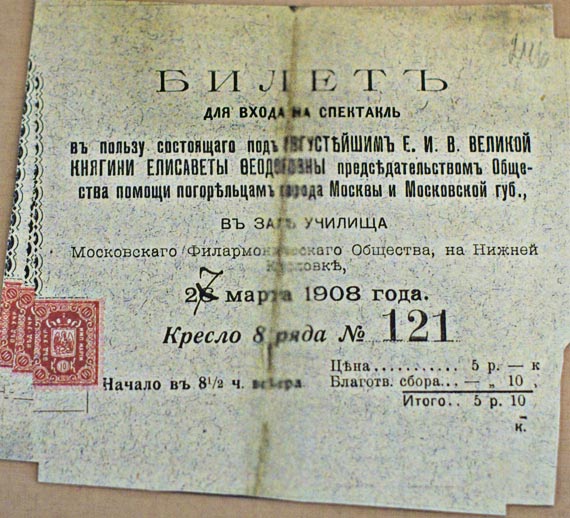 БИЛЕТЪ
ДЛЯ ВХОДА НА СПЕКТАКЛЬ
въ пользу состоящаго подъ АВГУСТѢЙШИМЪ Е. И. В. ВЕЛИКОЙ
КНЯГИНИ ЕЛИСАВЕТЫ ѲЕОДОРОВНЫ предсѣдательствомъ Обще-
ства помощи погорѣльцамъ города Москвы и Московской губ.,
ВЪ ЗАЛѢ УЧИЛИЩА
Московскаго Филармоническаго Общества, на Нижней
Кисловкѣ,
27 марта 1908 года.
Кресло 8 ряда № 121
Цѣна........... 5 р. — к
Начало въ 8½ ч. вечера.
Благотв. сбора... — „ 10 „
Итого.. 5 р. 10
к.